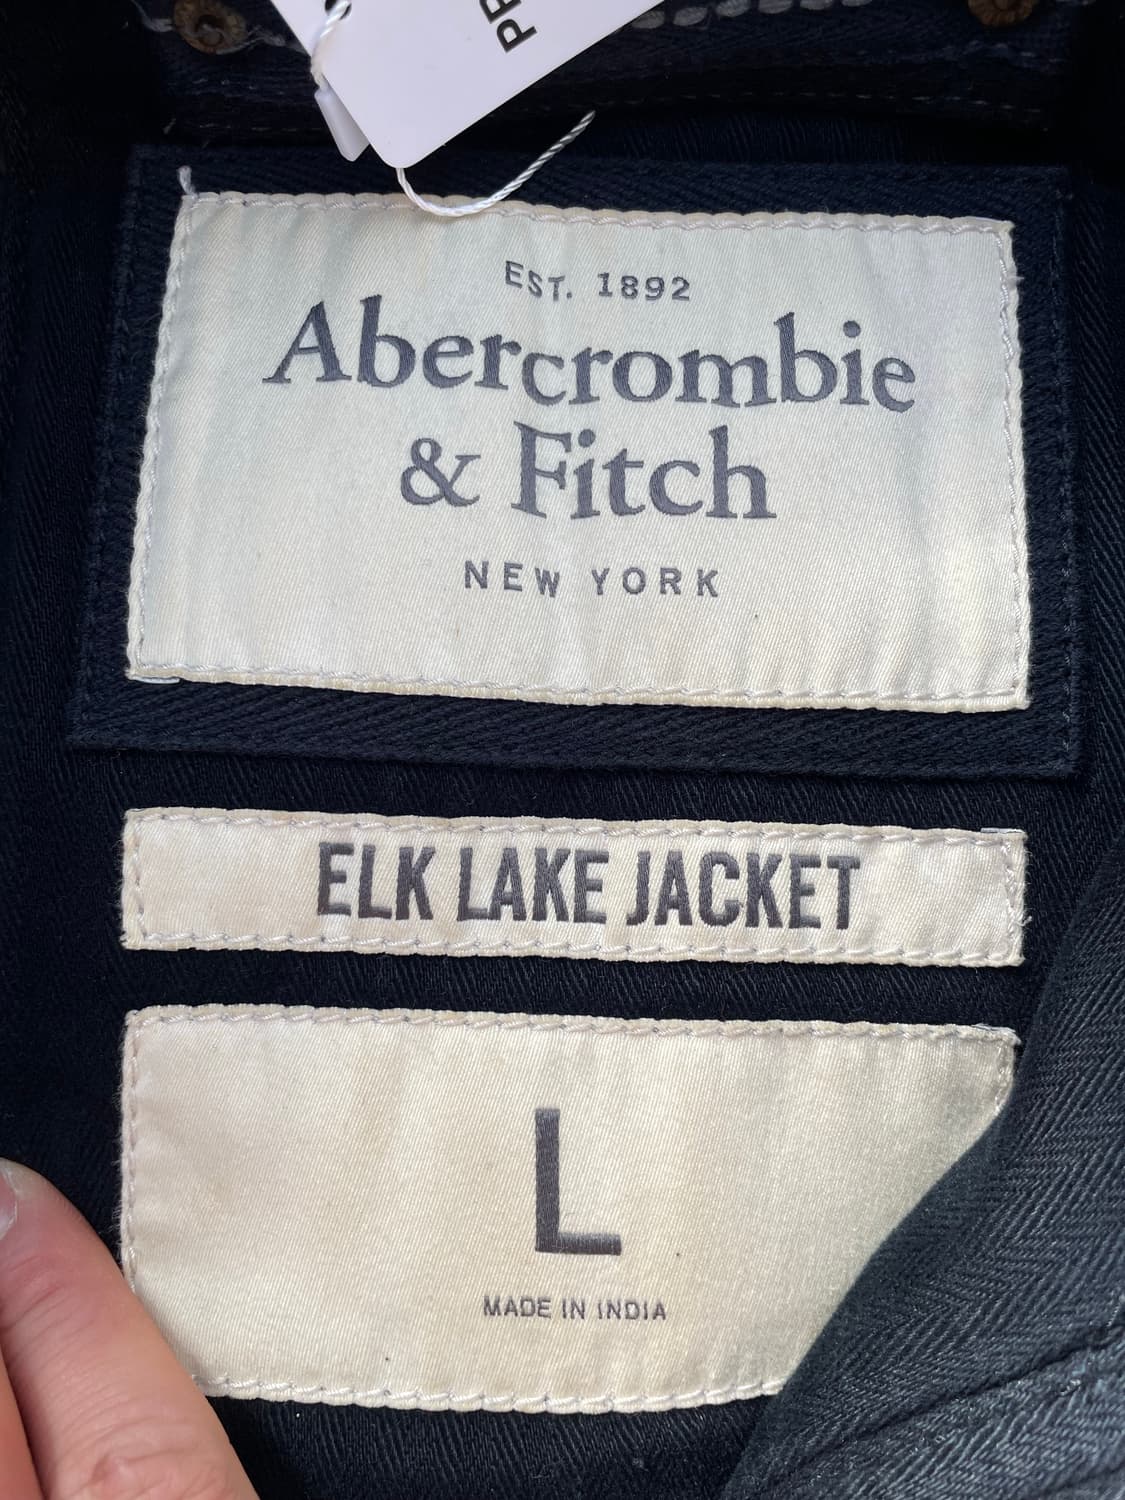 EST. 1892
Abercrombie
& Fitch
NEW YORK
ELK LAKE JACKET
L
MADE IN INDIA